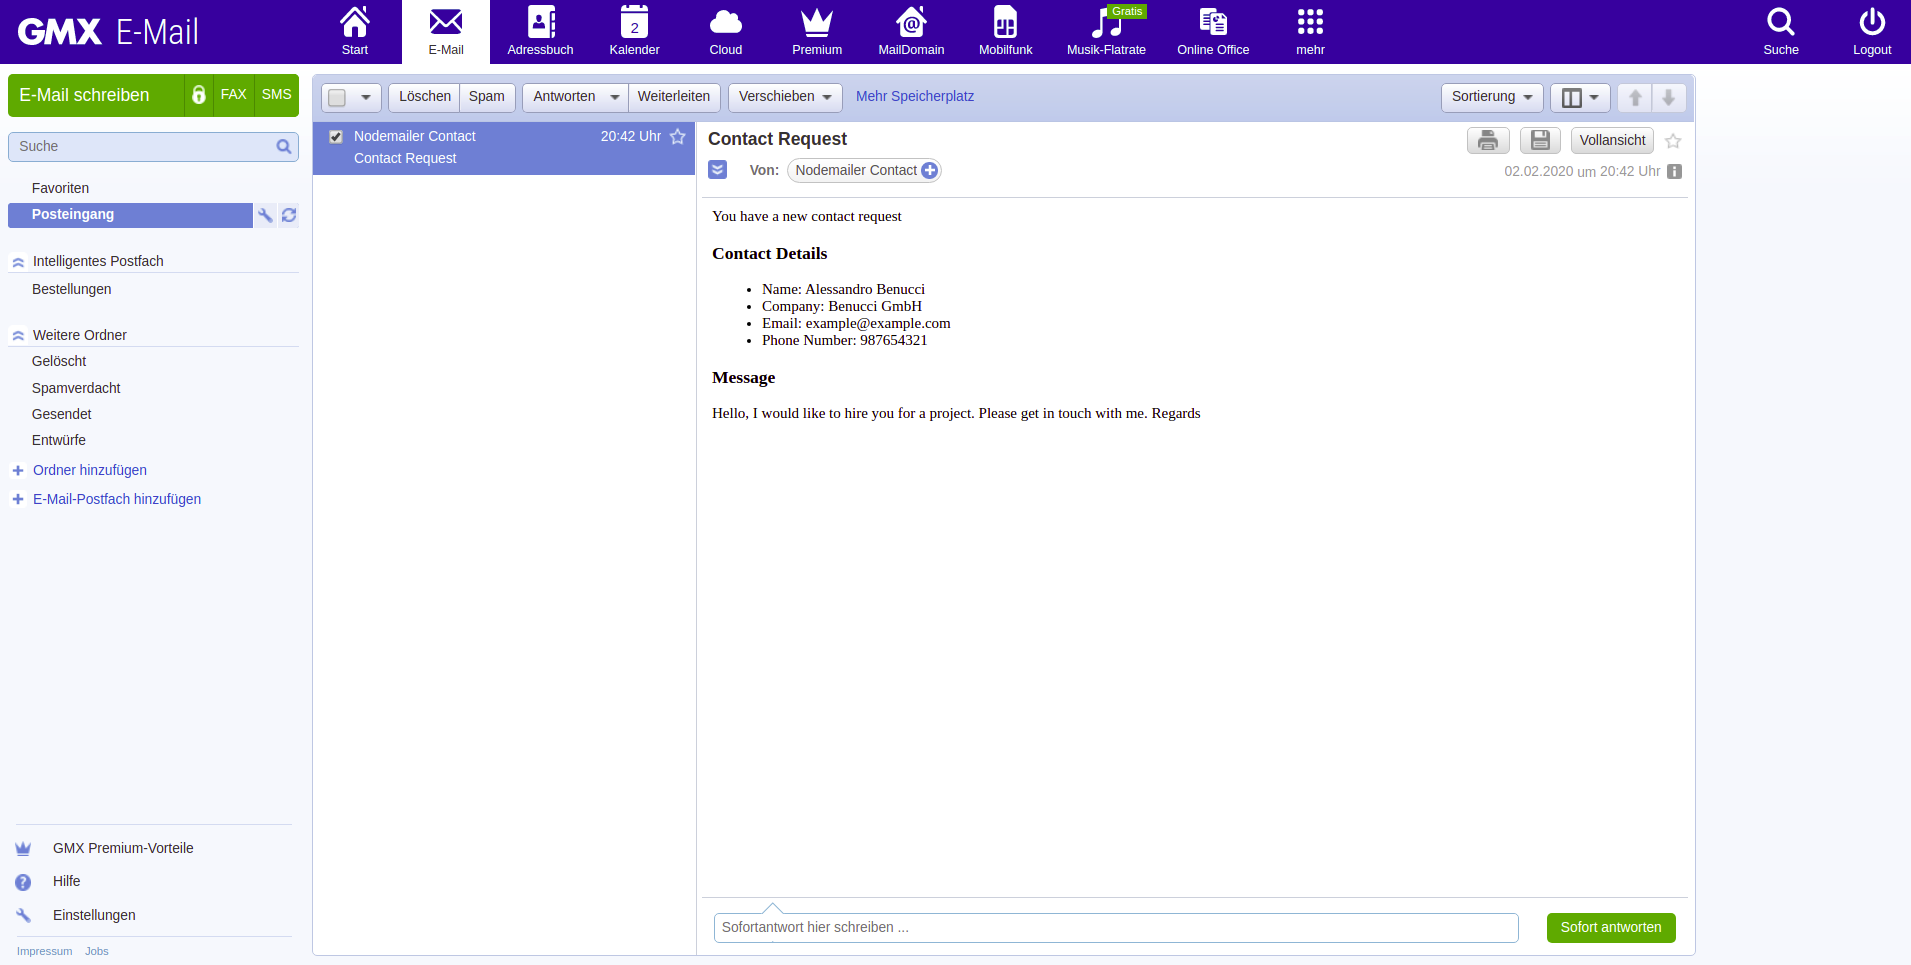 GMX E-Mail
Start
E-Mail
Adressbuch
2
Kalender
Cloud
Premium
@
MailDomain
Mobilfunk
Gratis
Musik-Flatrate
Online Office
mehr
Suche
Logout
E-Mail schreiben FAX SMS
Suche
Favoriten
Posteingang
Intelligentes Postfach
Bestellungen
Weitere Ordner
Gelöscht
Spamverdacht
Gesendet
Entwürfe
Ordner hinzufügen
E-Mail-Postfach hinzufügen
GMX Premium-Vorteile
Hilfe
Einstellungen
Impressum Jobs
Löschen Spam Antworten Weiterleiten Verschieben Mehr Speicherplatz Sortierung
Nodemailer Contact 20:42 Uhr
Contact Request
Contact Request
Vollansicht
Von: Nodemailer Contact
02.02.2020 um 20:42 Uhr
You have a new contact request
Contact Details
• Name: Alessandro Benucci
• Company: Benucci GmbH
• Email: example@example.com
• Phone Number: 987654321
Message
Hello, I would like to hire you for a project. Please get in touch with me. Regards
Sofortantwort hier schreiben ...
Sofort antworten